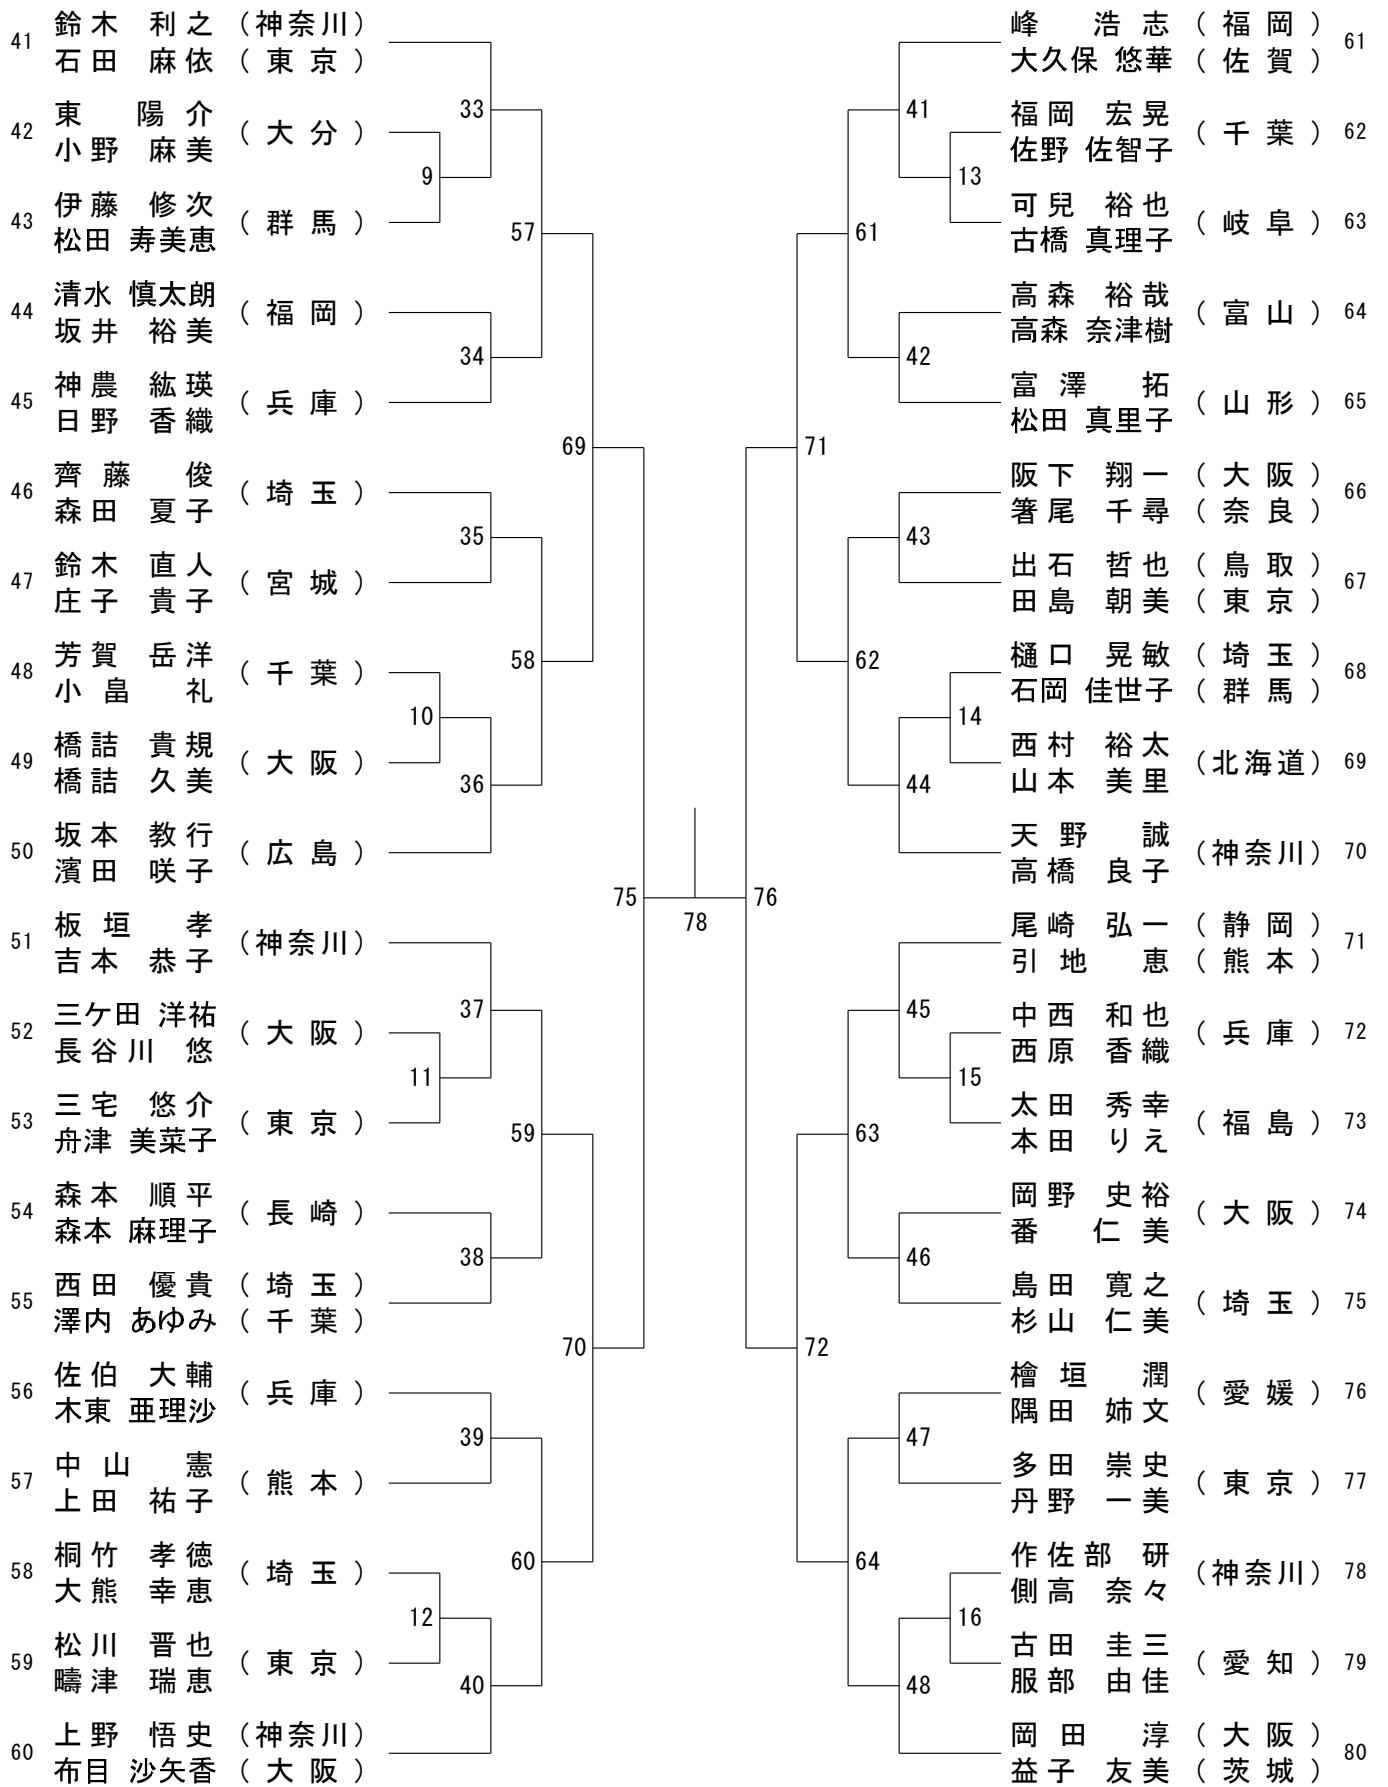 41 鈴木 利之 (神奈川)
石田 麻依 (東京)
42 東 陽介 (大分)
小野 麻美
43 伊藤 修次 (群馬)
松田 寿美恵
44 清水 慎太朗 (福岡)
坂井 裕美
45 神農 紘瑛 (兵庫)
日野 香織
46 齊藤 俊 (埼玉)
森田 夏子
47 鈴木 直人 (宮城)
庄子 貴子
48 芳賀 岳洋 (千葉)
小畠 礼
49 橋詰 貴規 (大阪)
橋詰 久美
50 坂本 教行 (広島)
濱田 咲子
51 板垣 孝 (神奈川)
吉本 恭子
52 三ケ田 洋祐 (大阪)
長谷川 悠
53 三宅 悠介 (東京)
舟津 美菜子
54 森本 順平 (長崎)
森本 麻理子
55 西田 優貴 (埼玉)
澤内 あゆみ (千葉)
56 佐伯 大輔 (兵庫)
木東 亜理沙
57 中山 憲 (熊本)
上田 祐子
58 桐竹 孝徳 (埼玉)
大熊 幸恵
59 松川 晋也 (東京)
疇津 瑞恵
60 上野 悟史 (神奈川)
布目 沙矢香 (大阪)
33
9
57
34
69
35
58
10
36
75
37
11
59
38
70
39
60
12
40
78
76
41
13
61
42
71
43
62
14
44
45
15
63
46
72
47
64
16
48
峰 浩志 (福岡) 61
大久保 悠華 (佐賀)
福岡 宏晃 (千葉) 62
佐野 佐智子
可兒 裕也 (岐阜) 63
古橋 真理子
高森 裕哉 (富山) 64
高森 奈津樹
富澤 拓 (山形) 65
松田 真里子
阪下 翔一 (大阪) 66
箸尾 千尋 (奈良)
出石 哲也 (鳥取) 67
田島 朝美 (東京)
樋口 晃敏 (埼玉) 68
石岡 佳世子 (群馬)
西村 裕太 (北海道) 69
山本 美里
天野 誠 (神奈川) 70
高橋 良子
尾崎 弘一 (静岡) 71
引地 恵 (熊本)
中西 和也 (兵庫) 72
西原 香織
太田 秀幸 (福島) 73
本田 りえ
岡野 史裕 (大阪) 74
番 仁美
島田 寛之 (埼玉) 75
杉山 仁美
檜垣 潤 (愛媛) 76
隅田 姉文
多田 崇史 (東京) 77
丹野 一美
作佐部 研 (神奈川) 78
側高 奈々
古田 圭三 (愛知) 79
服部 由佳
岡田 淳 (大阪) 80
益子 友美 (茨城)